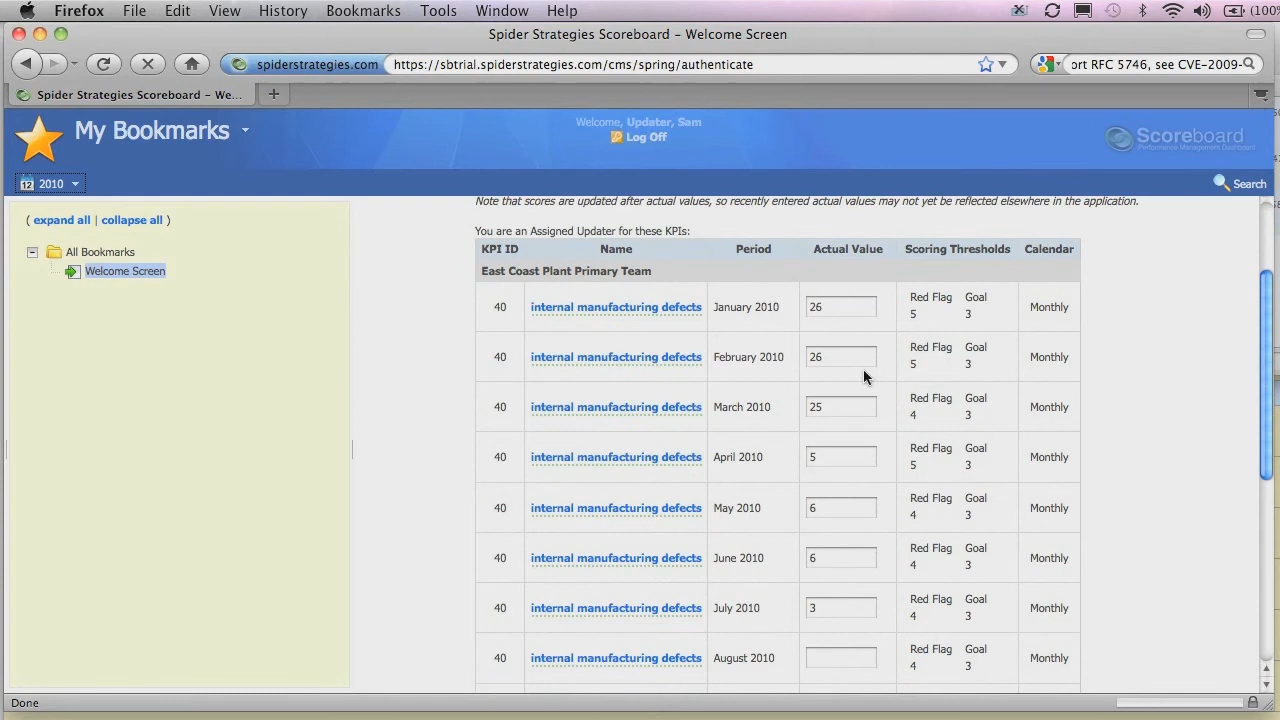 Firefox File Edit View History Bookmarks Tools Window Help (100%
Spider Strategies Scoreboard – Welcome Screen
spiderstrategies.com https://sbtrial.spiderstrategies.com/cms/spring/authenticate ort RFC 5746, see CVE-2009-
Spider Strategies Scoreboard – We... +
My Bookmarks
Welcome, Updater, Sam
Log Off
Scoreboard
Performance Management Dashboard
12 2010
Search
( expand all | collapse all )
All Bookmarks
Welcome Screen
Note that scores are updated after actual values, so recently entered actual values may not yet be reflected elsewhere in the application.
You are an Assigned Updater for these KPIs:
KPI ID Name Period Actual Value Scoring Thresholds Calendar
East Coast Plant Primary Team
40 internal manufacturing defects January 2010 26 Red Flag 5 Goal 3 Monthly
40 internal manufacturing defects February 2010 26 Red Flag 5 Goal 3 Monthly
40 internal manufacturing defects March 2010 25 Red Flag 4 Goal 3 Monthly
40 internal manufacturing defects April 2010 5 Red Flag 5 Goal 3 Monthly
40 internal manufacturing defects May 2010 6 Red Flag 4 Goal 3 Monthly
40 internal manufacturing defects June 2010 6 Red Flag 4 Goal 3 Monthly
40 internal manufacturing defects July 2010 3 Red Flag 4 Goal 3 Monthly
40 internal manufacturing defects August 2010 Red Flag 4 Goal 3 Monthly
Done